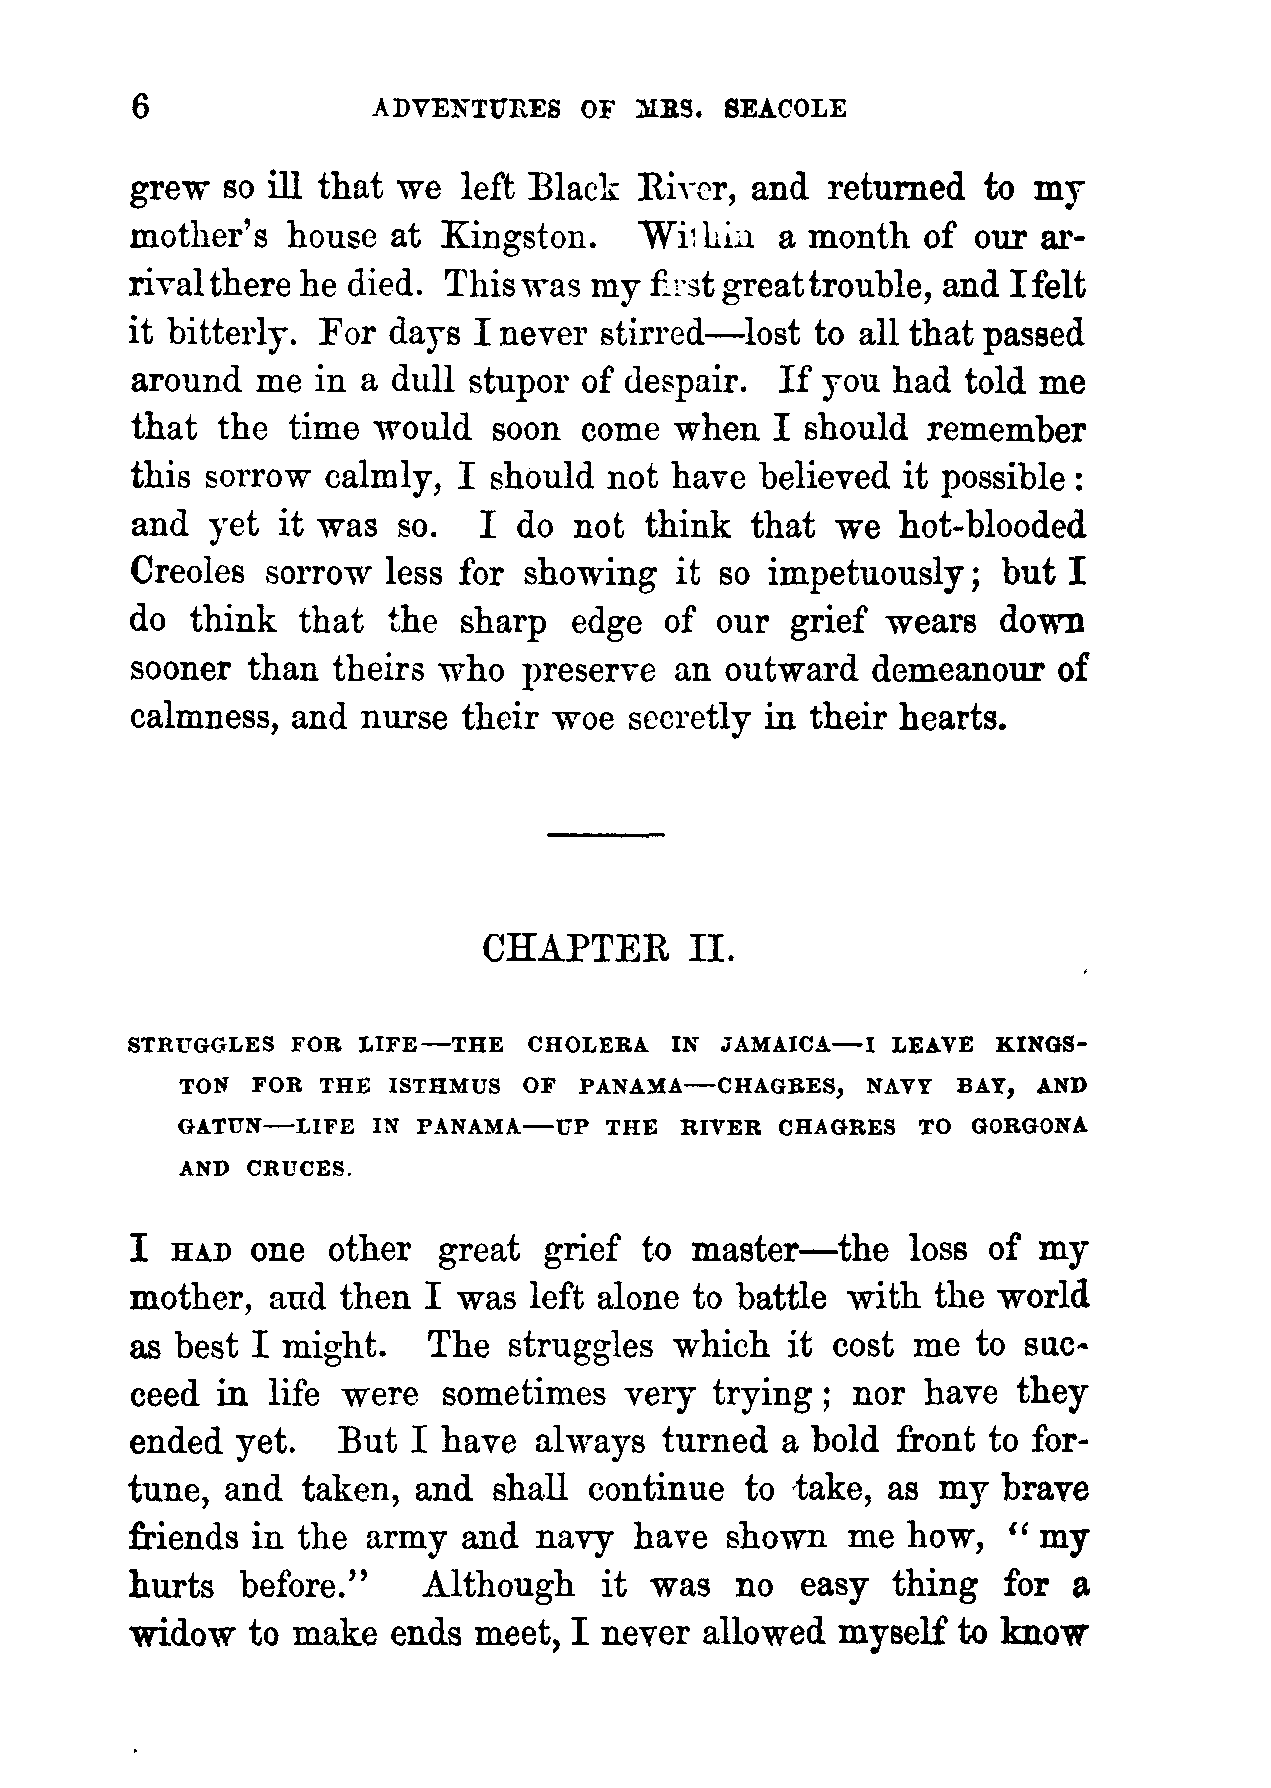 6 ADVENTURES OF MRS. SEACOLE
grew so ill that we left Black River, and returned to my
mother's house at Kingston. Within a month of our ar-
rival there he died. This was my first great trouble, and I felt
it bitterly. For days I never stirred—lost to all that passed
around me in a dull stupor of despair. If you had told me
that the time would soon come when I should remember
this sorrow calmly, I should not have believed it possible:
and yet it was so. I do not think that we hot-blooded
Creoles sorrow less for showing it so impetuously; but I
do think that the sharp edge of our grief wears down
sooner than theirs who preserve an outward demeanour of
calmness, and nurse their woe secretly in their hearts.
CHAPTER II.
STRUGGLES FOR LIFE—THE CHOLERA IN JAMAICA—I LEAVE KINGS-
TON FOR THE ISTHMUS OF PANAMA—CHAGRES, NAVY BAY, AND
GATUN—LIFE IN PANAMA—UP THE RIVER CHAGRES TO GORGONA
AND CRUCES.
I HAD one other great grief to master—the loss of my
mother, and then I was left alone to battle with the world
as best I might. The struggles which it cost me to suc-
ceed in life were sometimes very trying; nor have they
ended yet. But I have always turned a bold front to for-
tune, and taken, and shall continue to take, as my brave
friends in the army and navy have shown me how, "my
hurts before." Although it was no easy thing for a
widow to make ends meet, I never allowed myself to know